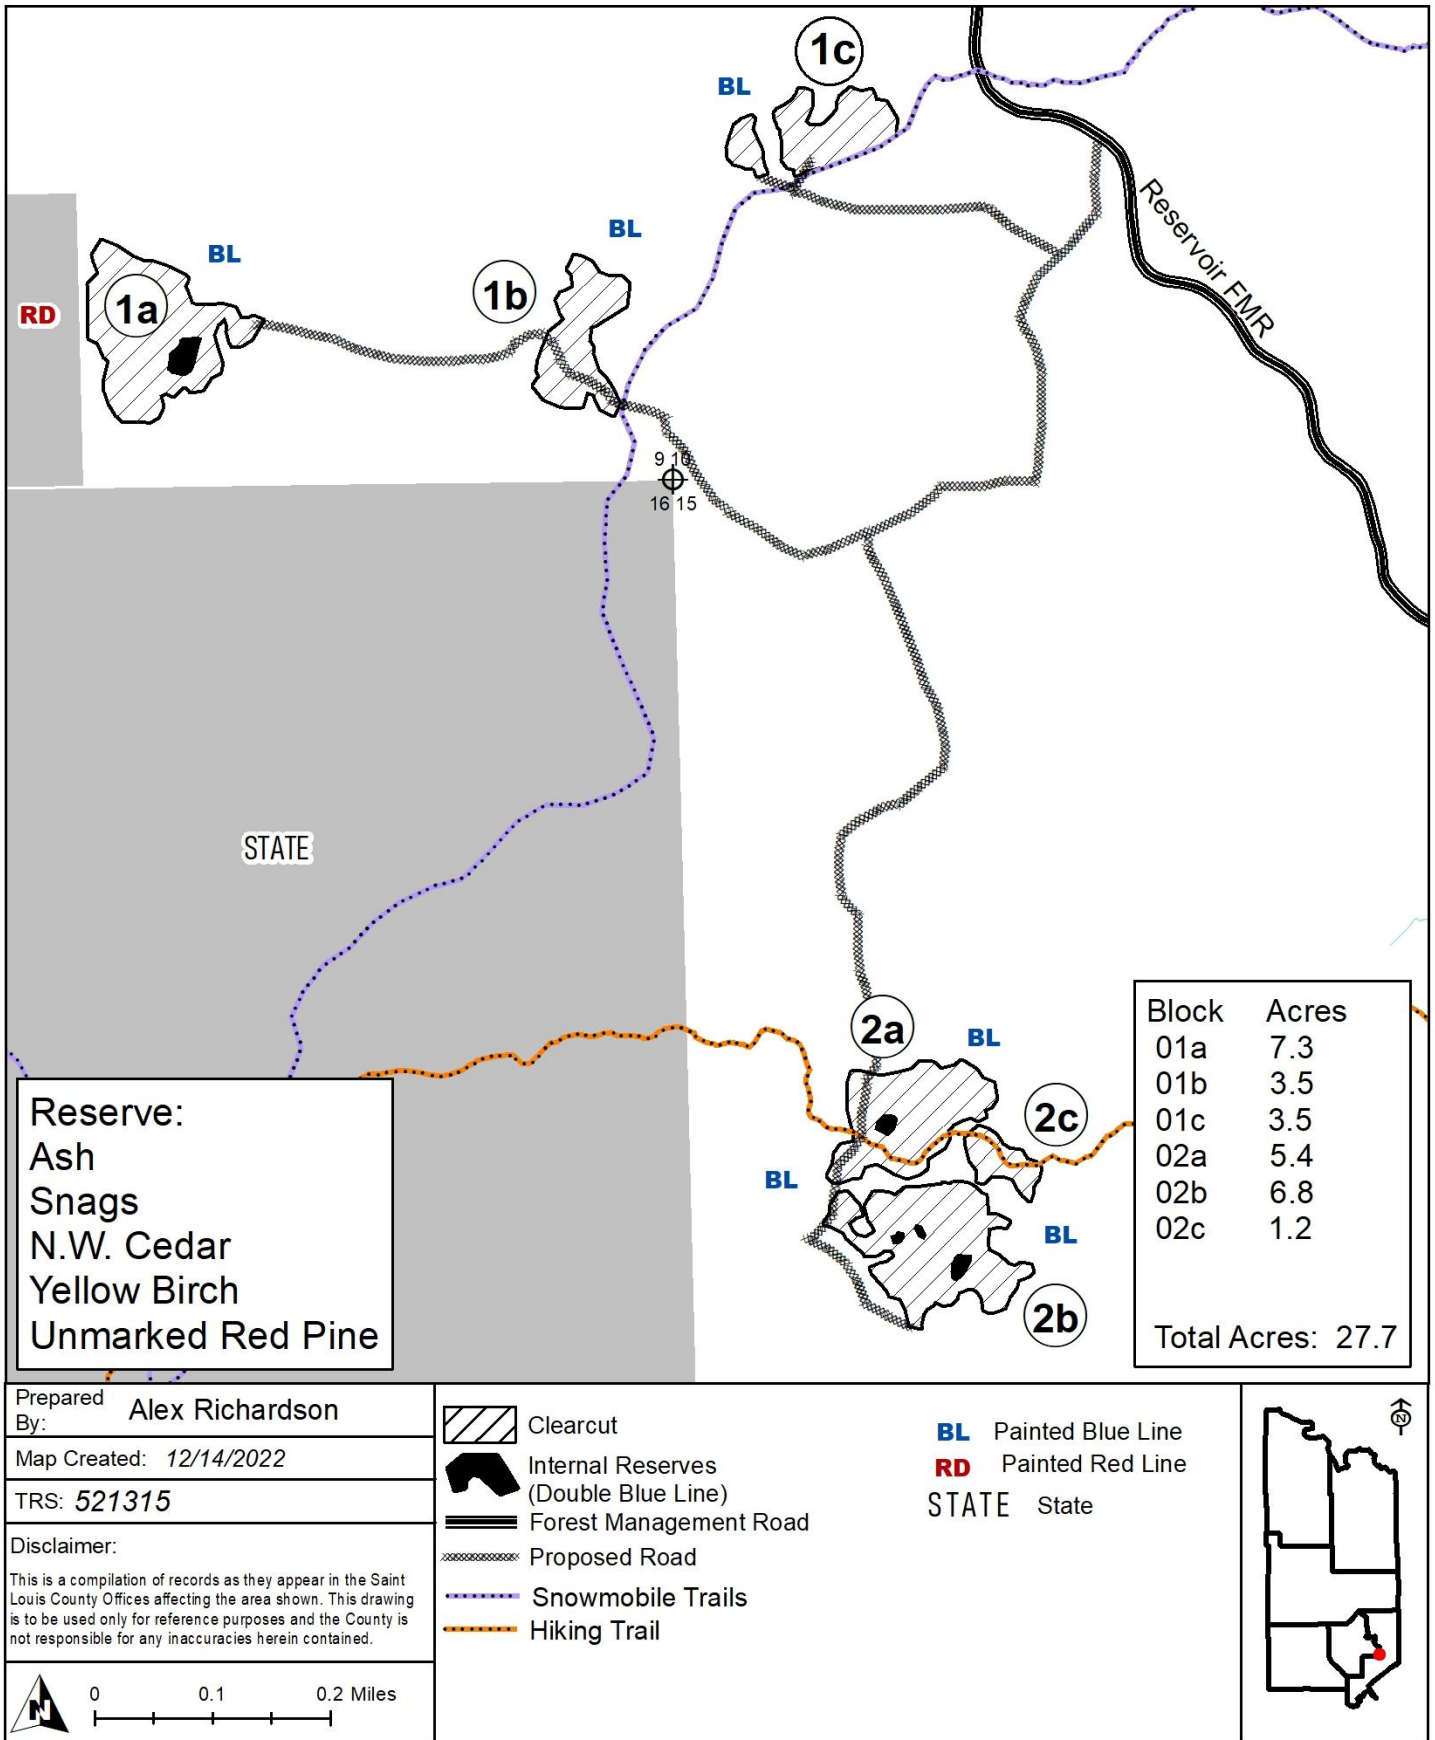 1c
BL
Reservoir FMR
BL
BL
1a
1b
RD
9 10
16 15
STATE
2a
BL
2c
BL
BL
2b
Block Acres
01a 7.3
01b 3.5
01c 3.5
02a 5.4
02b 6.8
02c 1.2
Total Acres: 27.7
Reserve:
Ash
Snags
N.W. Cedar
Yellow Birch
Unmarked Red Pine
Prepared
By: Alex Richardson
Map Created: 12/14/2022
TRS: 521315
Disclaimer:
This is a compilation of records as they appear in the Saint
Louis County Offices affecting the area shown. This drawing
is to be used only for reference purposes and the County is
not responsible for any inaccuracies herein contained.
N
0 0.1 0.2 Miles
Clearcut
Internal Reserves
(Double Blue Line)
Forest Management Road
Proposed Road
Snowmobile Trails
Hiking Trail
BL Painted Blue Line
RD Painted Red Line
STATE State
N